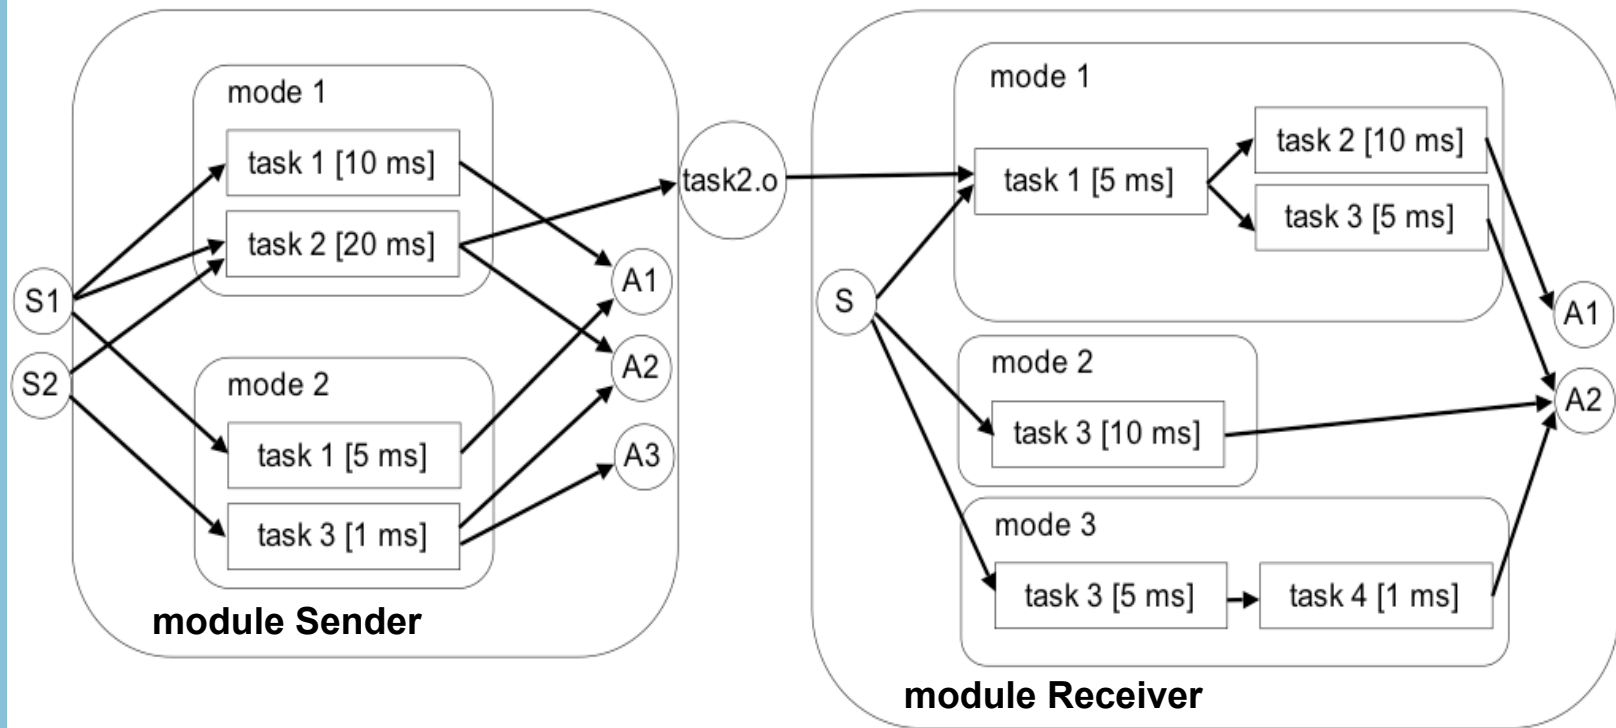 mode 1
task 1 [10 ms]
task 2 [20 ms]
S1
S2
mode 2
task 1 [5 ms]
task 3 [1 ms]
A1
A2
A3
module Sender
task2.o
mode 1
task 1 [5 ms]
task 2 [10 ms]
task 3 [5 ms]
S
mode 2
task 3 [10 ms]
mode 3
task 3 [5 ms]
task 4 [1 ms]
A1
A2
module Receiver